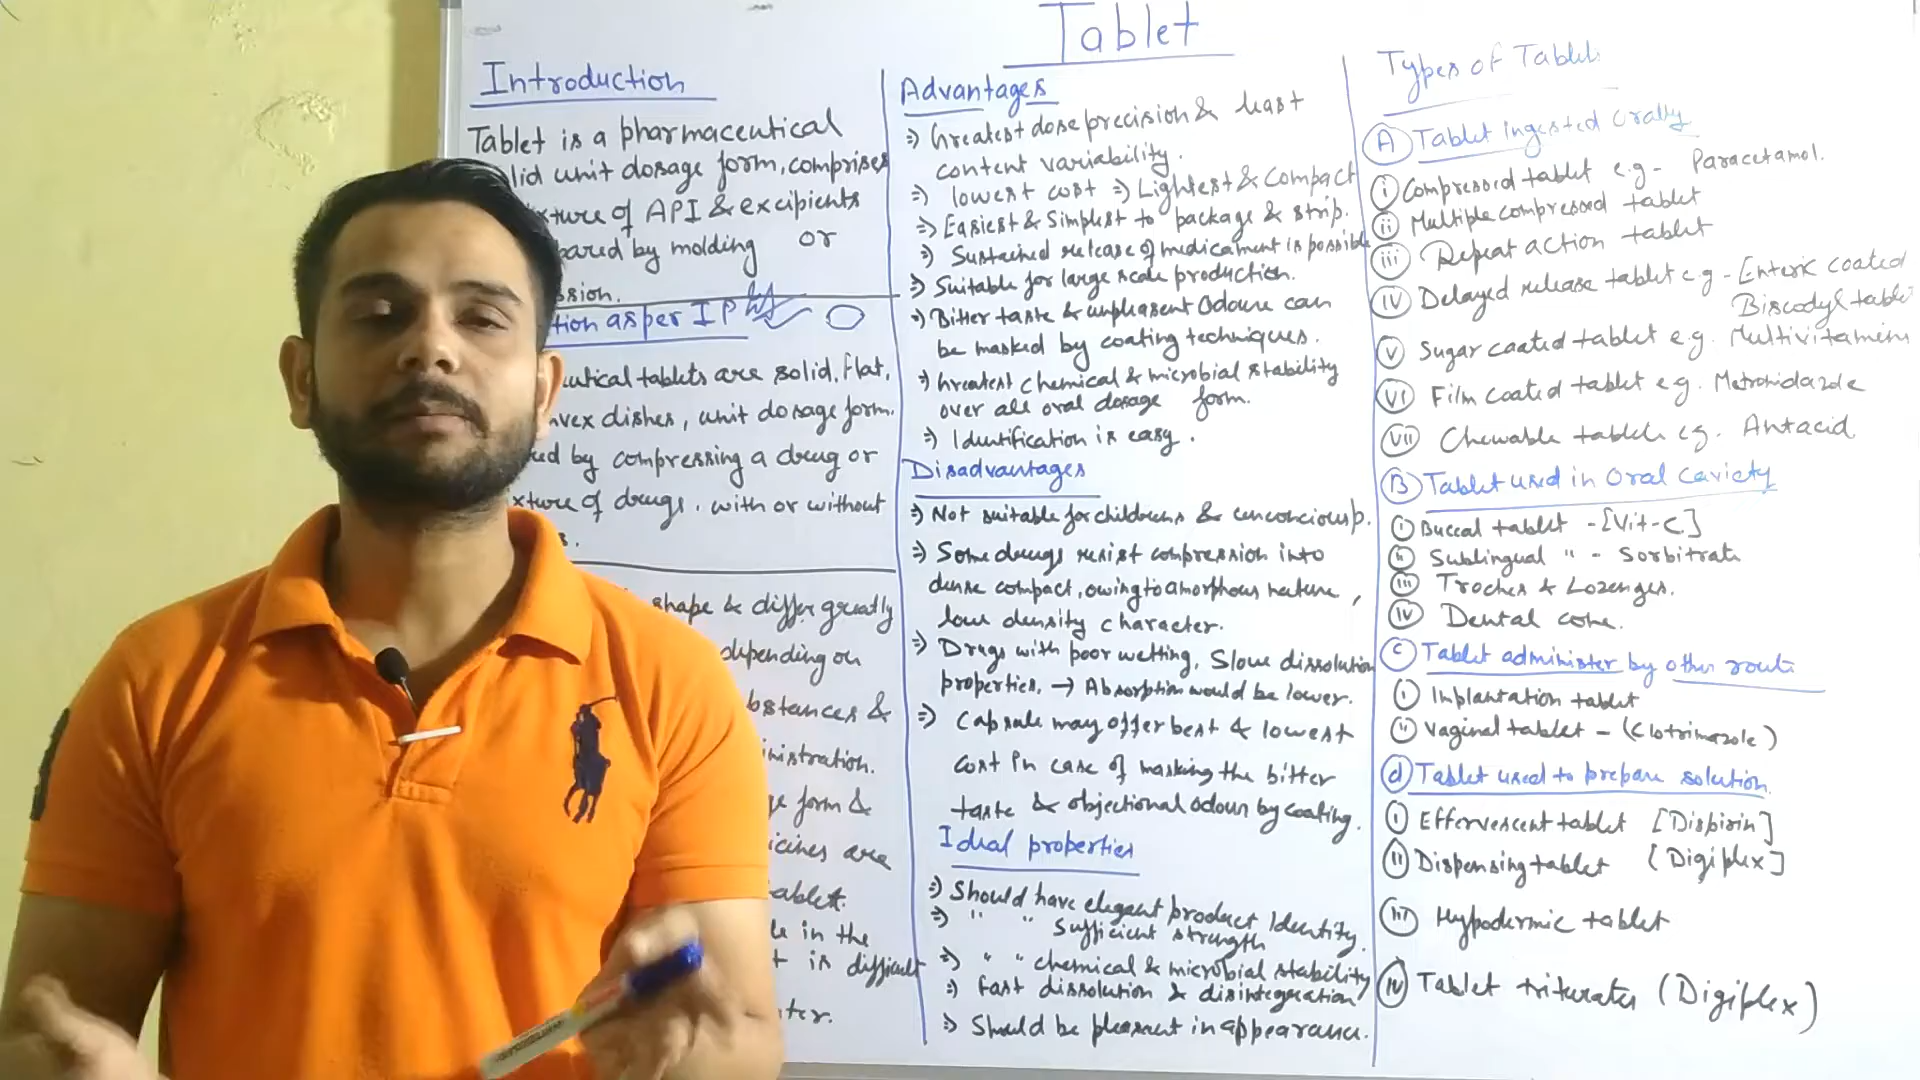 Tablet
Introduction
Tablet is a pharmaceutical
lid unit dosage form, comprises
xture of API & excipients
pared by molding or
ssion.
tion as per IP
utical tablets are solid, flat,
nvex dishes, unit dosage form.
ed by compressing a drug or
xture of drugs. with or without
s.
shape & differ greatly
depending on
bstances &
inistration.
ge form &
icines are
tablet.
le in the
t is difficult
Advantages
=> Greatest dose precision & least
content variability.
=> lowest cost => Lightest & Compact
=> Easiest & Simplest to package & strip.
=> Sustained release of medicament is possible
=> Suitable for large scale production.
=> Bitter taste & unpleasent Odour can
be masked by coating techniques.
=> Greatest chemical & microbial stability
over all oral dosage form.
=> Identification is easy.
Disadvantages
=> Not suitable for childrens & unconcious p.
=> Some drugs resist compression into
dense compact, owing to amorphous nature,
low density character.
=> Drugs with poor wetting, Slow dissolution
properties. → Absorption would be lower.
=> Capsule may offer best & lowest
cost in case of masking the bitter
taste & objectional odour by coating.
Ideal properties
=> Should have elegant product Identity.
=> " " Sufficient strength
=> " " chemical & microbial stability
=> fast dissolution & disintegration
=> Should be pleasent in appearance.
Types of Tablets
A Tablet ingested orally
i Compressed tablet e.g- Paracetamol.
ii Multiple compressed tablet
iii Repeat action tablet
IV Delayed release tablet e.g - [Enteric coated
Biscodyl tablet
V Sugar coated tablet e.g. Multivitamins
VI Film coated tablet e.g. Metronidazole
VII Chewable tablets eg. Antacid
B Tablet used in Oral Caviety
i Buccal tablet - [Vit-C]
ii Sublingual " - Sorbitrate
iii Troches & Lozenges.
iv Dental cone.
C Tablet administer by other route
i Implantation tablet
ii Vaginal tablet - (Clotrimazole)
d Tablet used to prepare solution
i Effervescent tablet [Dispirin]
ii Dispensing tablet [Digiplex]
iii Hypodermic tablet
iv Tablet triturates (Digiplex)